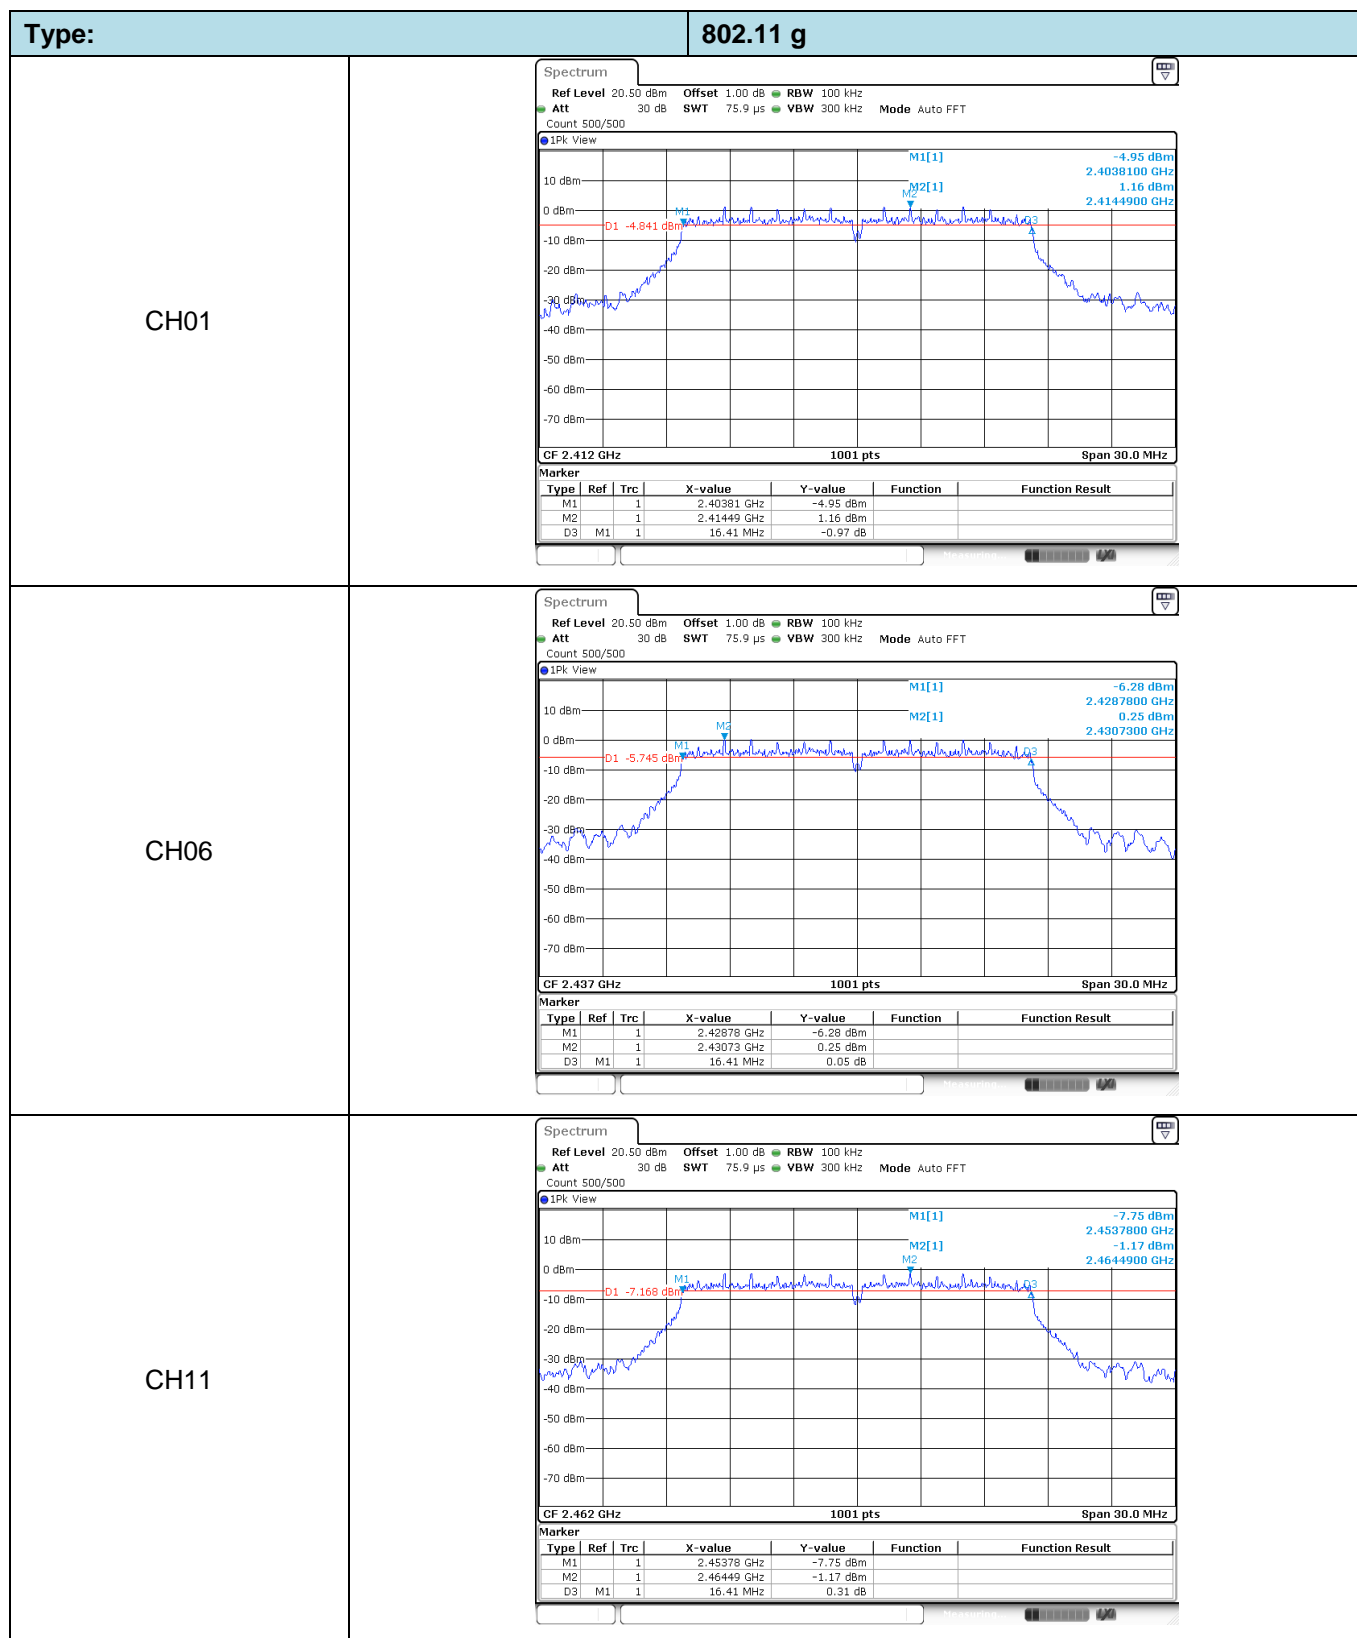 Type: 802.11 g
CH01
Spectrum
Ref Level 20.50 dBm Offset 1.00 dB RBW 100 kHz
Att 30 dB SWT 75.9 µs VBW 300 kHz Mode Auto FFT
Count 500/500
1Pk View
M1[1] -4.95 dBm
2.4038100 GHz
10 dBm
M2[1] 1.16 dBm
M2
2.4144900 GHz
0 dBm
M1
D3
D1 -4.841 dBm
-10 dBm
-20 dBm
-30 dBm
-40 dBm
-50 dBm
-60 dBm
-70 dBm
CF 2.412 GHz 1001 pts Span 30.0 MHz
Marker
Type Ref Trc X-value Y-value Function Function Result
M1 1 2.40381 GHz -4.95 dBm
M2 1 2.41449 GHz 1.16 dBm
D3 M1 1 16.41 MHz -0.97 dB
Measuring...
CH06
Spectrum
Ref Level 20.50 dBm Offset 1.00 dB RBW 100 kHz
Att 30 dB SWT 75.9 µs VBW 300 kHz Mode Auto FFT
Count 500/500
1Pk View
M1[1] -6.28 dBm
2.4287800 GHz
10 dBm
M2[1] 0.25 dBm
M2
2.4307300 GHz
0 dBm
M1
D3
D1 -5.745 dBm
-10 dBm
-20 dBm
-30 dBm
-40 dBm
-50 dBm
-60 dBm
-70 dBm
CF 2.437 GHz 1001 pts Span 30.0 MHz
Marker
Type Ref Trc X-value Y-value Function Function Result
M1 1 2.42878 GHz -6.28 dBm
M2 1 2.43073 GHz 0.25 dBm
D3 M1 1 16.41 MHz 0.05 dB
Measuring...
CH11
Spectrum
Ref Level 20.50 dBm Offset 1.00 dB RBW 100 kHz
Att 30 dB SWT 75.9 µs VBW 300 kHz Mode Auto FFT
Count 500/500
1Pk View
M1[1] -7.75 dBm
2.4537800 GHz
10 dBm
M2[1] -1.17 dBm
M2
2.4644900 GHz
0 dBm
M1
D3
D1 -7.168 dBm
-10 dBm
-20 dBm
-30 dBm
-40 dBm
-50 dBm
-60 dBm
-70 dBm
CF 2.462 GHz 1001 pts Span 30.0 MHz
Marker
Type Ref Trc X-value Y-value Function Function Result
M1 1 2.45378 GHz -7.75 dBm
M2 1 2.46449 GHz -1.17 dBm
D3 M1 1 16.41 MHz 0.31 dB
Measuring...